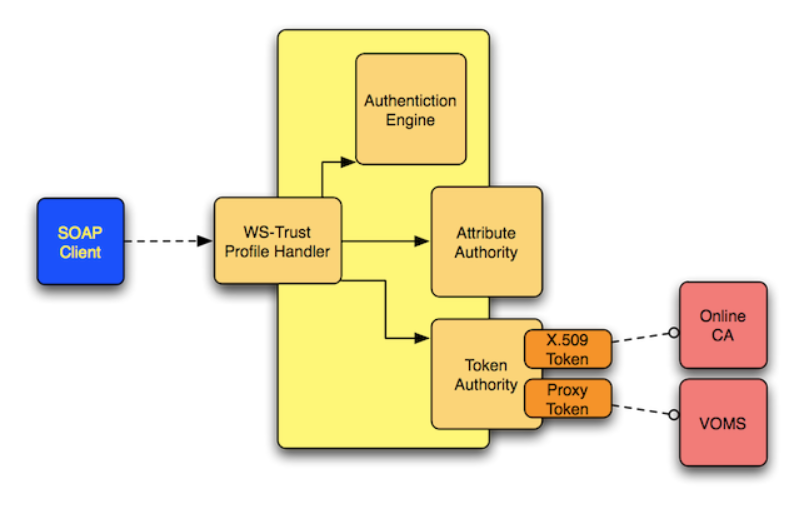 Authentiction
Engine
SOAP
Client
WS-Trust
Profile Handler
Attribute
Authority
Token
Authority
X.509
Token
Proxy
Token
Online
CA
VOMS